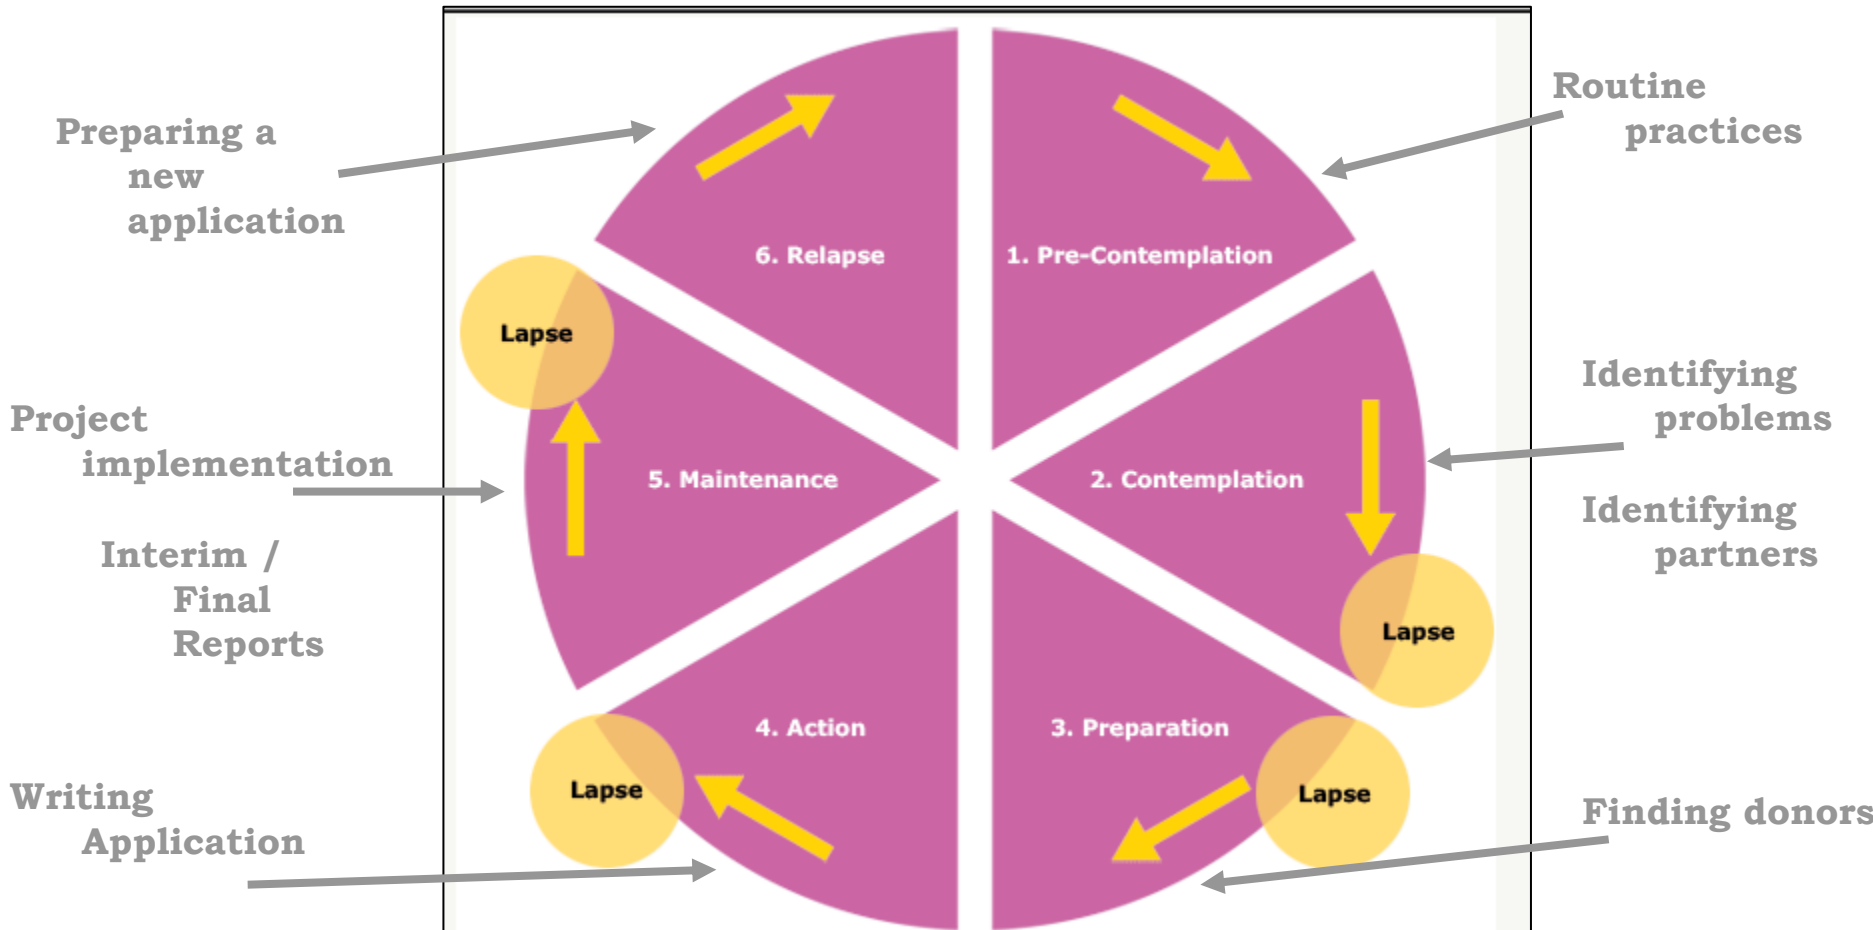 Routine
practices
Preparing a
new
application
6. Relapse
1. Pre-Contemplation
Lapse
Identifying
problems
Project
implementation
5. Maintenance
2. Contemplation
Identifying
partners
Interim /
Final
Reports
Lapse
4. Action
3. Preparation
Writing
Application
Lapse
Lapse
Finding donors